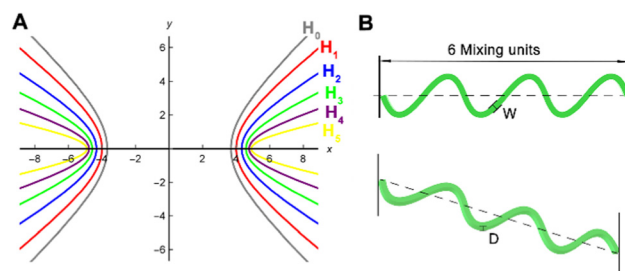 A
y
H₀
H₁
H₂
H₃
H₄
H₅
x
6
4
2
-8 -6 -4 2 4 6 8
-2
-4
-6
B
6 Mixing units
W
D